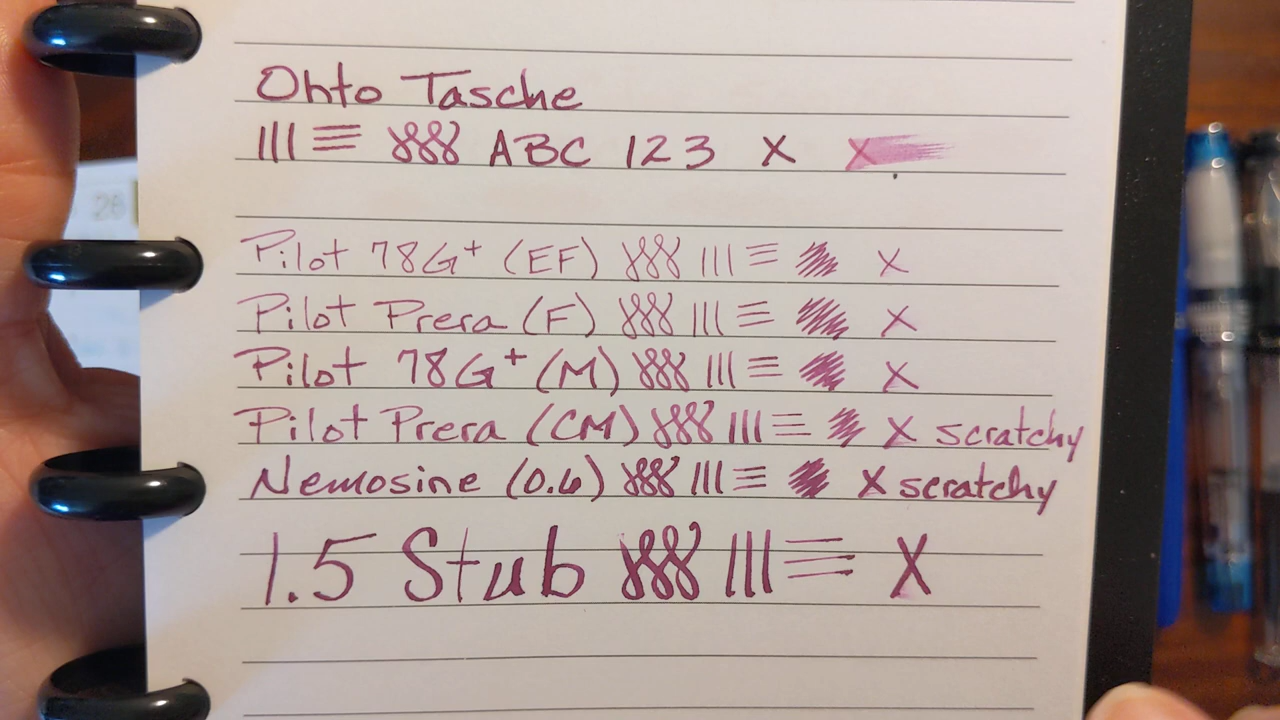 Ohto Tasche
ABC 123 X X
Pilot 78G+ (EF) X
Pilot Prera (F) X
Pilot 78G+ (M) X
Pilot Prera (CM) X scratchy
Nemosine (0.6) X scratchy
1.5 Stub X
28